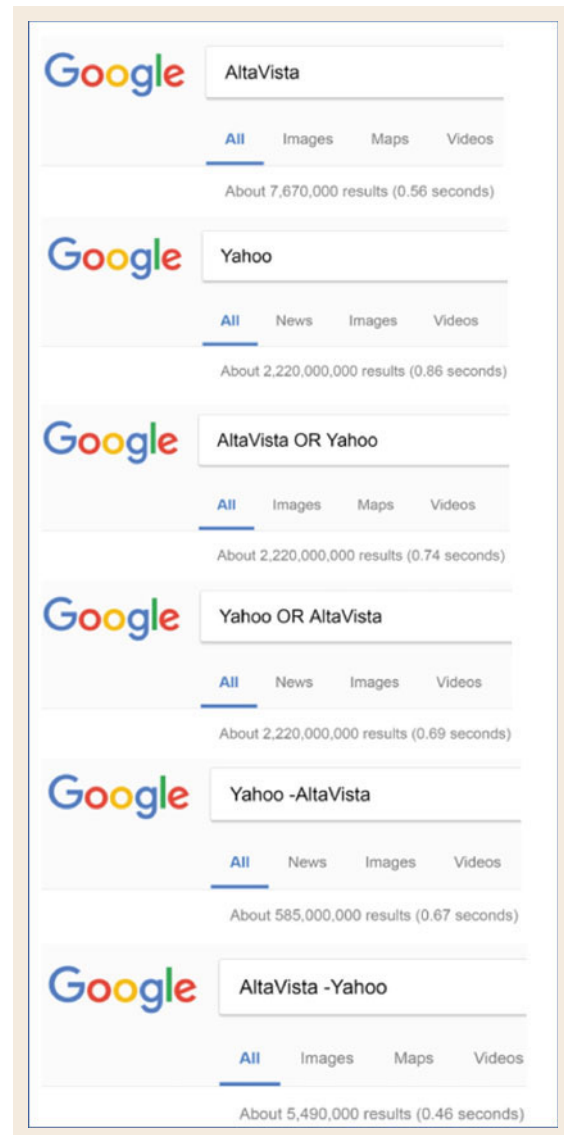 Google AltaVista
All Images Maps Videos
About 7,670,000 results (0.56 seconds)
Google Yahoo
All News Images Videos
About 2,220,000,000 results (0.86 seconds)
Google AltaVista OR Yahoo
All Images Maps Videos
About 2,220,000,000 results (0.74 seconds)
Google Yahoo OR AltaVista
All News Images Videos
About 2,220,000,000 results (0.69 seconds)
Google Yahoo -AltaVista
All News Images Videos
About 585,000,000 results (0.67 seconds)
Google AltaVista -Yahoo
All Images Maps Videos
About 5,490,000 results (0.46 seconds)